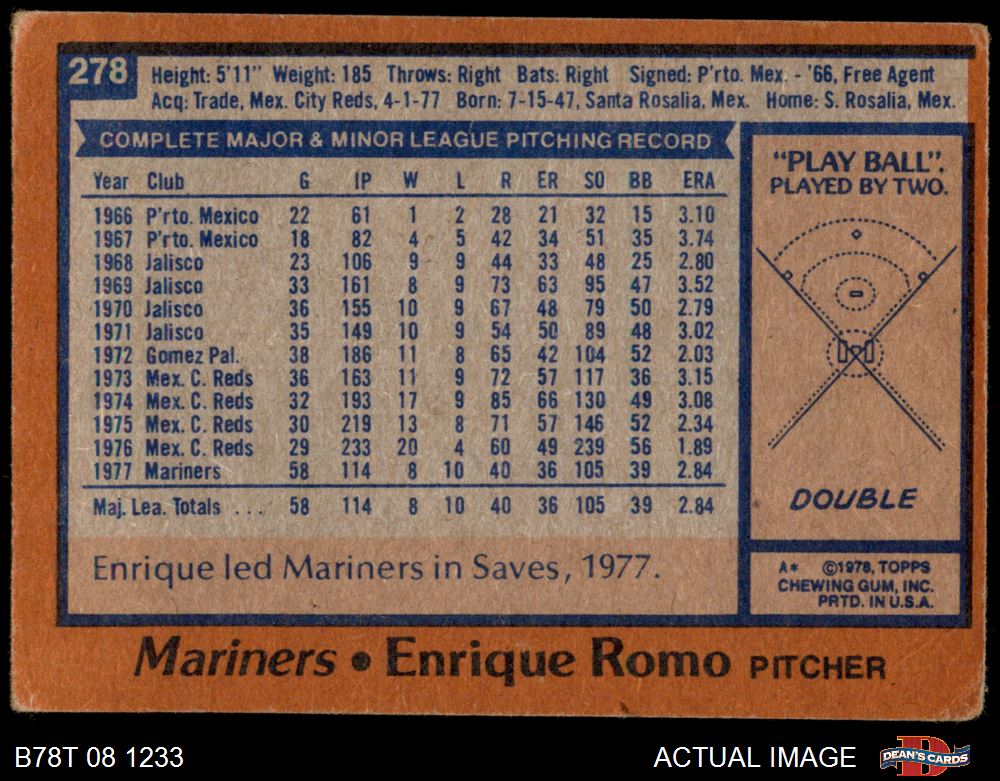 278
Height: 5'11" Weight: 185 Throws: Right Bats: Right Signed: P'rto. Mex. - '66, Free Agent
Acq: Trade, Mex. City Reds, 4-1-77 Born: 7-15-47, Santa Rosalia, Mex. Home: S. Rosalia, Mex.
COMPLETE MAJOR & MINOR LEAGUE PITCHING RECORD
Year Club G IP W L R ER SO BB ERA
1966 P'rto. Mexico 22 61 1 2 28 21 32 15 3.10
1967 P'rto. Mexico 18 82 4 5 42 34 51 35 3.74
1968 Jalisco 23 106 9 9 44 33 48 25 2.80
1969 Jalisco 33 161 8 9 73 63 95 47 3.52
1970 Jalisco 36 155 10 9 67 48 79 50 2.79
1971 Jalisco 35 149 10 9 54 50 89 48 3.02
1972 Gomez Pal. 38 186 11 8 65 42 104 52 2.03
1973 Mex. C. Reds 36 163 11 9 72 57 117 36 3.15
1974 Mex. C. Reds 32 193 17 9 85 66 130 49 3.08
1975 Mex. C. Reds 30 219 13 8 71 57 146 52 2.34
1976 Mex. C. Reds 29 233 20 4 60 49 239 56 1.89
1977 Mariners 58 114 8 10 40 36 105 39 2.84
Maj. Lea. Totals . . . 58 114 8 10 40 36 105 39 2.84
Enrique led Mariners in Saves, 1977.
"PLAY BALL".
PLAYED BY TWO.
DOUBLE
A* ©1978, TOPPS
CHEWING GUM, INC.
PRTD. IN U.S.A.
Mariners • Enrique Romo PITCHER
B78T 08 1233
ACTUAL IMAGE
DEAN'S CARDS